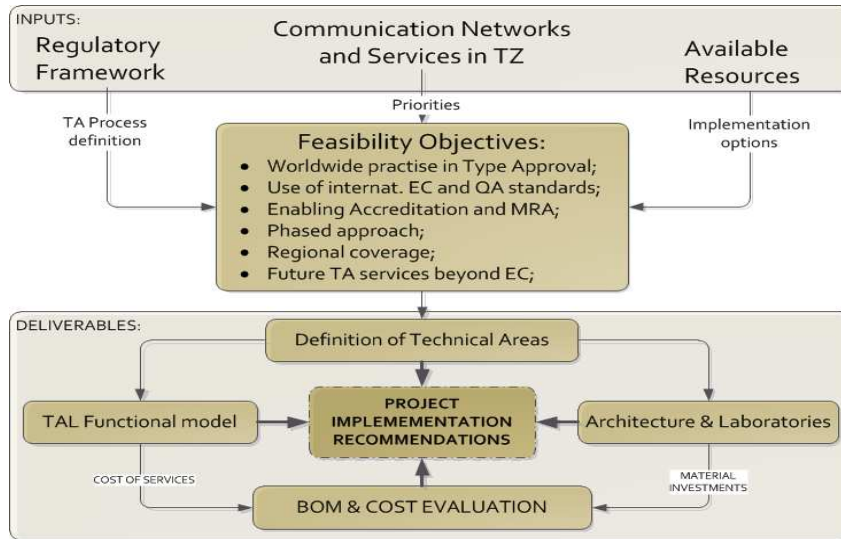 INPUTS:
Regulatory
Framework
Communication Networks
and Services in TZ
Available
Resources
TA Process
definition
Priorities
Implementation
options
Feasibility Objectives:
• Worldwide practise in Type Approval;
• Use of internat. EC and QA standards;
• Enabling Accreditation and MRA;
• Phased approach;
• Regional coverage;
• Future TA services beyond EC;
DELIVERABLES:
Definition of Technical Areas
TAL Functional model
PROJECT
IMPLEMEMENTATION
RECOMMENDATIONS
Architecture & Laboratories
COST OF SERVICES
MATERIAL
INVESTMENTS
BOM & COST EVALUATION